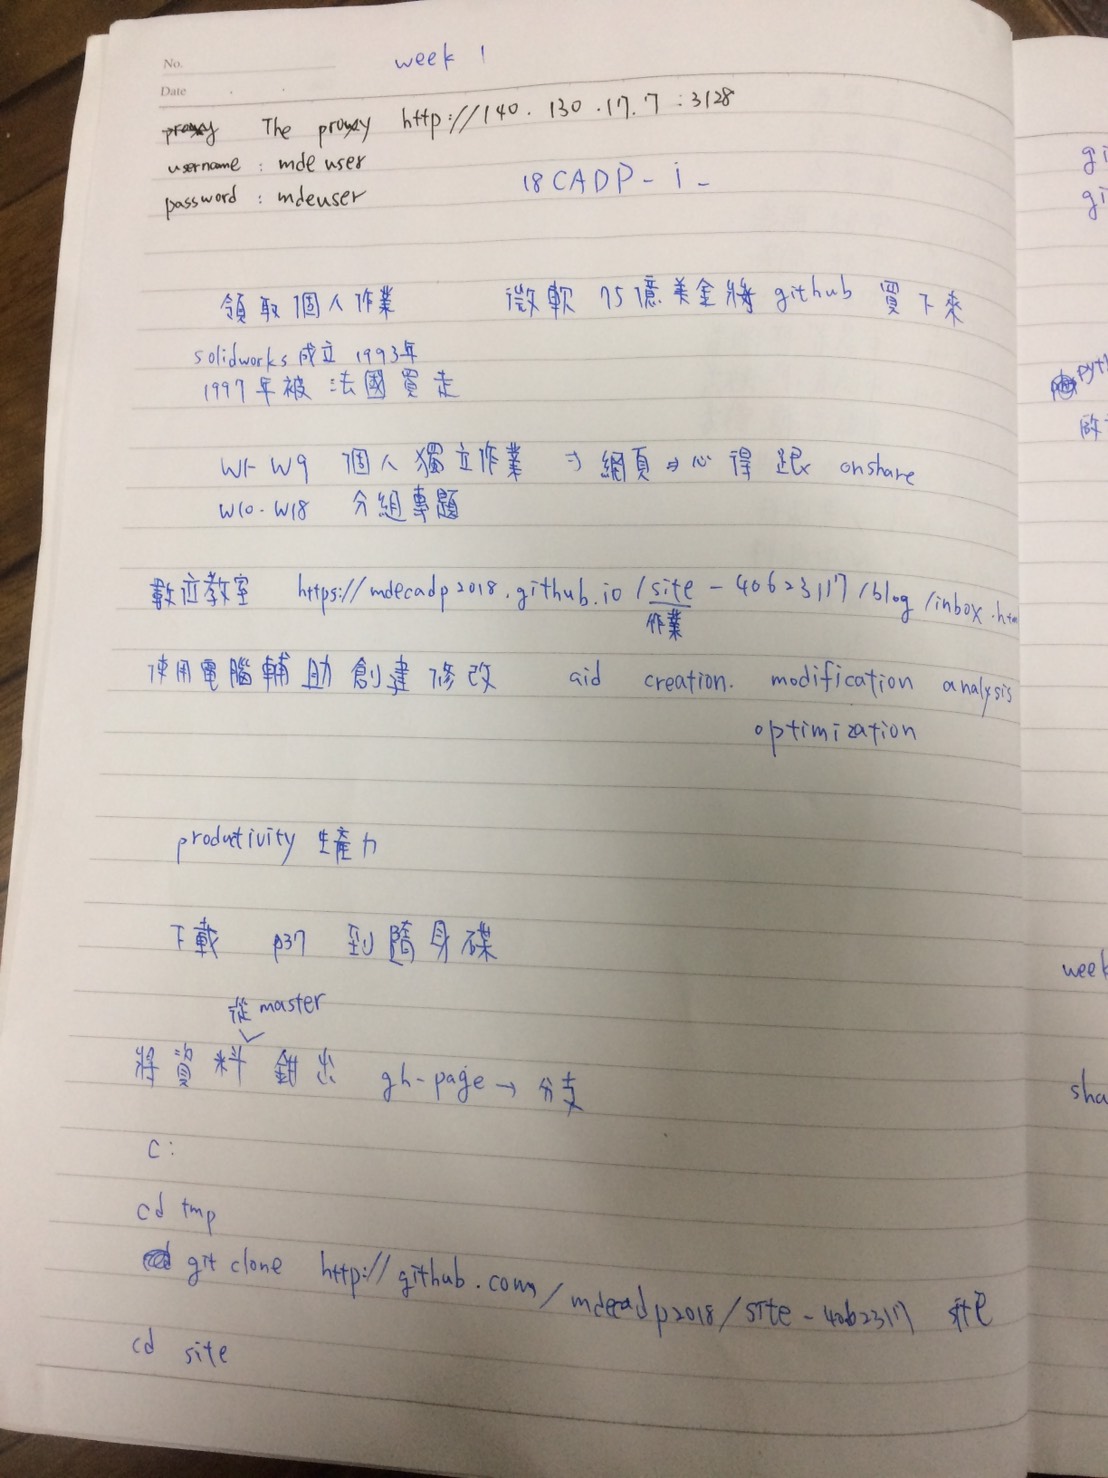 No.
week 1
Date
proxy The proxy http://140.130.17.7:3128
username : mdeuser
password : mdeuser
18CADP-i-
領取個人作業 微軟 75億美金將 github 買下來
solidworks 成立 1993年
1997年被法國買走
W1-W9 個人獨立作業 ⇒ 網頁 ⇒ 心得跟 onshare
W10-W18 分組專題
數位教室 https://mdecadp2018.github.io/site-40623117/blog/inbox.htm
作業
使用電腦輔助創建修改 aid creation. modification analysis
optimization
productivity 生產力
下載 p37 到隨身碟
從 master
將資料鉗出 gh-page → 分支
c:
cd tmp
git clone http://github.com/mdecadp2018/site-40623117 site
cd site
gi
gi
pyth
啟
week
sha